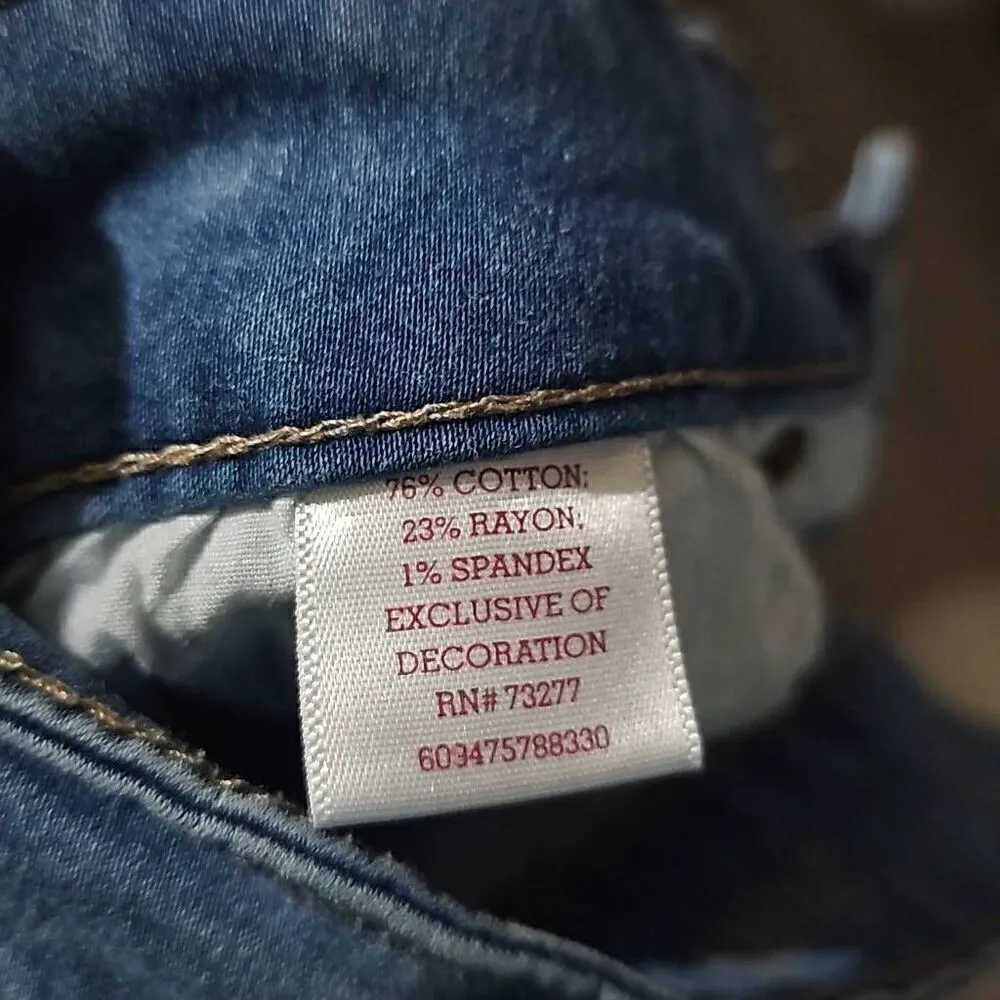 76% COTTON;
23% RAYON;
1% SPANDEX
EXCLUSIVE OF
DECORATION
RN# 73277
609475788330